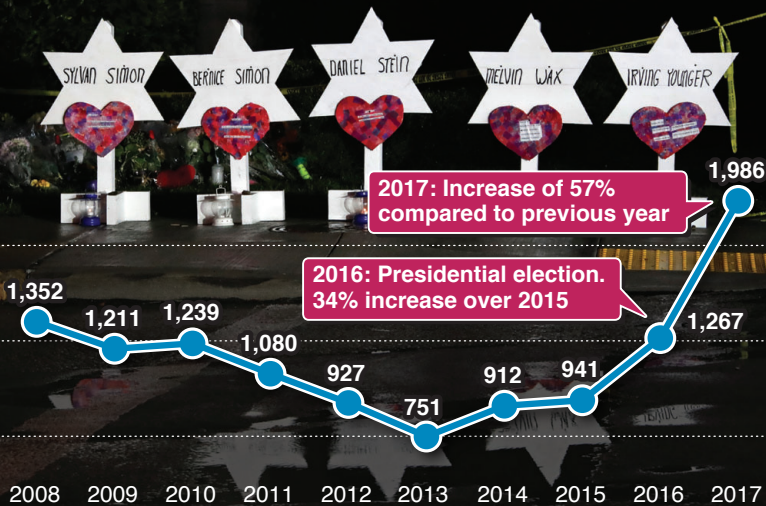 SYLVAN SIMON
BERNICE SIMON
DANIEL STEIN
MELVIN WAX
IRVING YOUNGER
1,986
2017: Increase of 57%
compared to previous year
2016: Presidential election.
34% increase over 2015
1,352
1,211
1,239
1,080
927
751
912
941
1,267
2008 2009 2010 2011 2012 2013 2014 2015 2016 2017